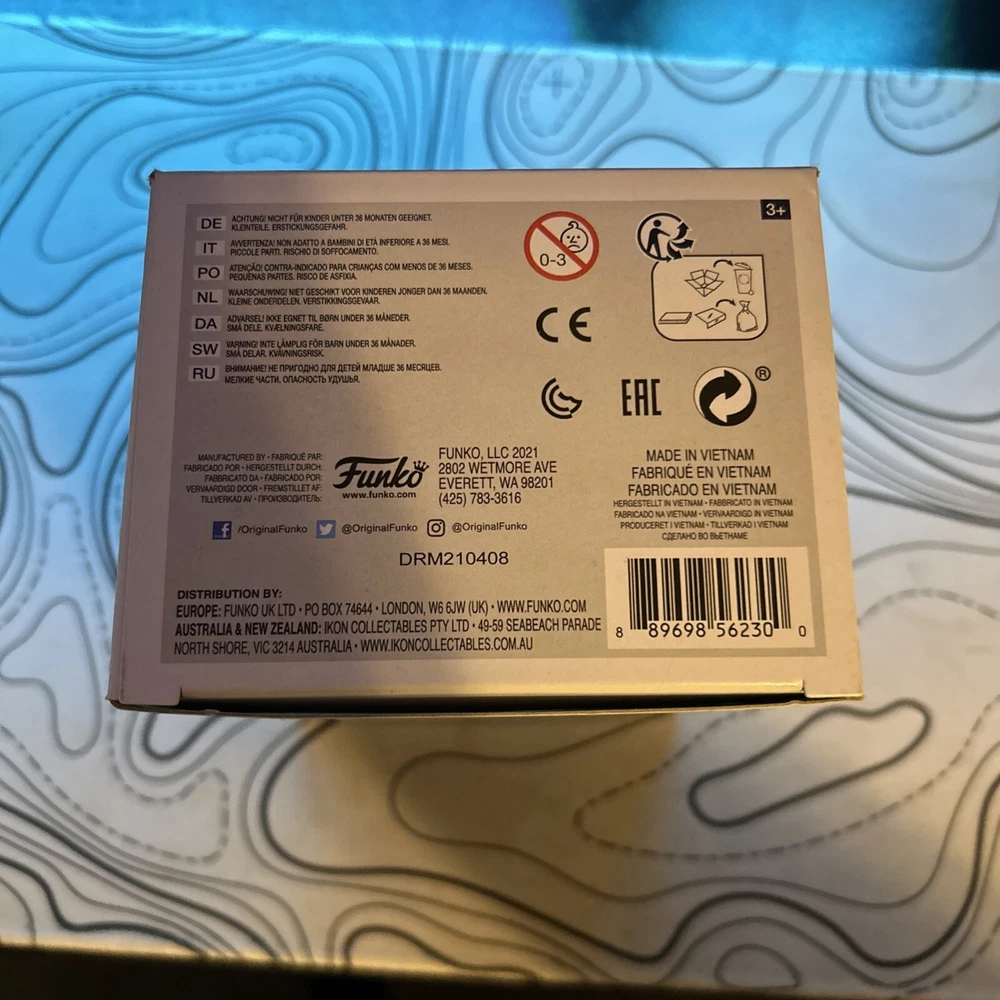 3+
DE ACHTUNG! NICHT FÜR KINDER UNTER 36 MONATEN GEEIGNET.
KLEINTEILE. ERSTICKUNGSGEFAHR.
IT AVVERTENZA! NON ADATTO A BAMBINI DI ETÀ INFERIORE A 36 MESI.
PICCOLE PARTI. RISCHIO DI SOFFOCAMENTO.
PO ATENÇÃO! CONTRA-INDICADO PARA CRIANÇAS COM MENOS DE 36 MESES.
PEQUENAS PARTES. RISCO DE ASFIXIA.
NL WAARSCHUWING! NIET GESCHIKT VOOR KINDEREN JONGER DAN 36 MAANDEN.
KLEINE ONDERDELEN. VERSTIKKINGSGEVAAR.
DA ADVARSEL! IKKE EGNET TIL BØRN UNDER 36 MÅNEDER.
SMÅ DELE. KVÆLNINGSFARE.
SW VARNING! INTE LÄMPLIG FÖR BARN UNDER 36 MÅNADER.
SMÅ DELAR. KVÄVNINGSRISK.
RU ВНИМАНИЕ! НЕ ПРИГОДНО ДЛЯ ДЕТЕЙ МЛАДШЕ 36 МЕСЯЦЕВ.
МЕЛКИЕ ЧАСТИ. ОПАСНОСТЬ УДУШЬЯ.
0-3
CE
EAC
®
MANUFACTURED BY • FABRIQUÉ PAR:
FABRICADO POR • HERGESTELLT DURCH:
FABBRICATO DA • FABRICADO POR:
VERVAARDIGD DOOR • FREMSTILLET AF:
TILLVERKAD AV • ПРОИЗВОДИТЕЛЬ:
Funko
www.funko.com
FUNKO, LLC 2021
2802 WETMORE AVE
EVERETT, WA 98201
(425) 783-3616
MADE IN VIETNAM
FABRIQUÉ EN VIETNAM
FABRICADO EN VIETNAM
HERGESTELLT IN VIETNAM • FABBRICATO IN VIETNAM
FABRICADO NA VIETNAM • VERVAARDIGD IN VIETNAM
PRODUCERET I VIETNAM • TILLVERKAD I VIETNAM
СДЕЛАНО ВО ВЬЕТНАМЕ
/OriginalFunko @OriginalFunko @OriginalFunko
DRM210408
DISTRIBUTION BY:
EUROPE: FUNKO UK LTD • PO BOX 74644 • LONDON, W6 6JW (UK) • WWW.FUNKO.COM
AUSTRALIA & NEW ZEALAND: IKON COLLECTABLES PTY LTD • 49-59 SEABEACH PARADE
NORTH SHORE, VIC 3214 AUSTRALIA • WWW.IKONCOLLECTABLES.COM.AU
8 89698 56230 0